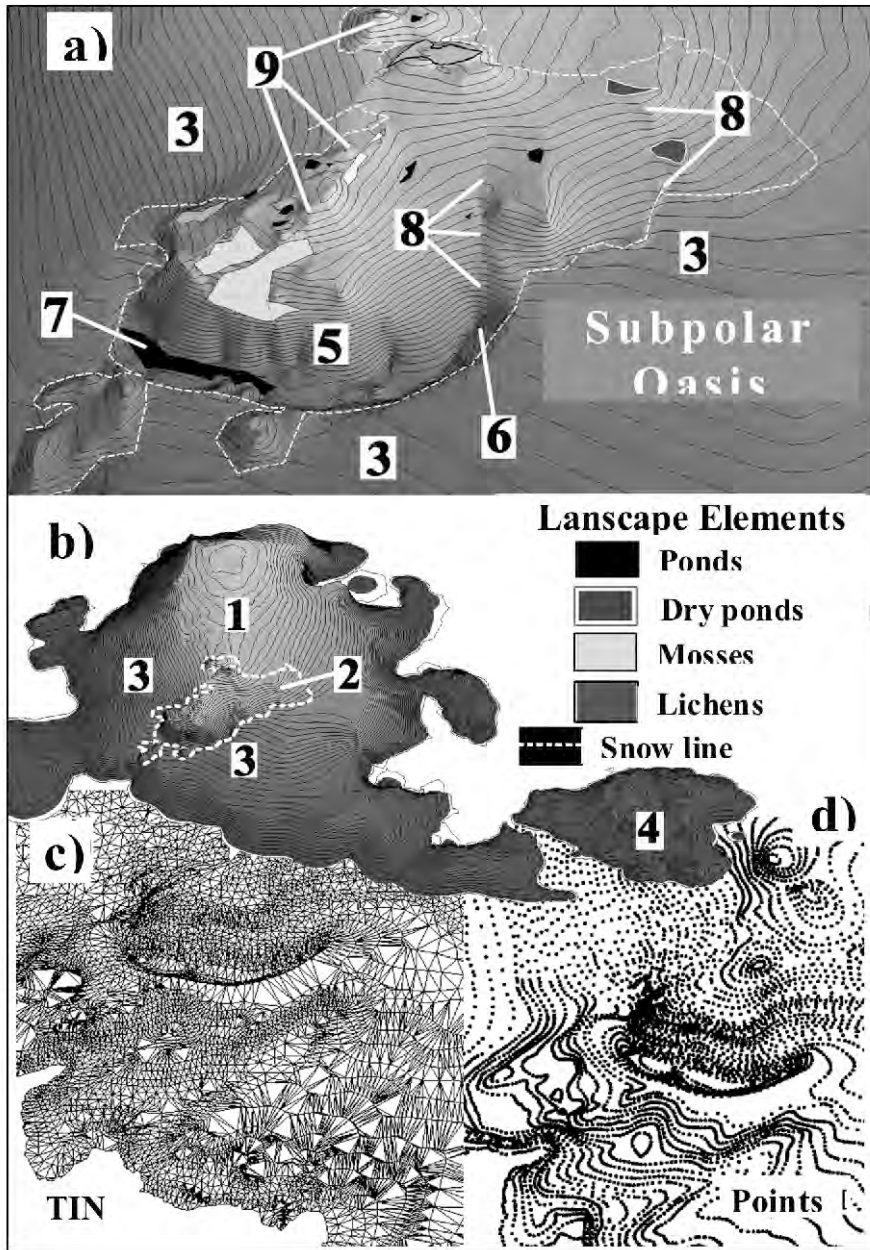 a)
9
3
8
8
3
7
5
Subpolar
Oasis
6
3
b)
Lanscape Elements
Ponds
1
Dry ponds
3
2
Mosses
Lichens
3
Snow line
4
d)
c)
TIN
Points